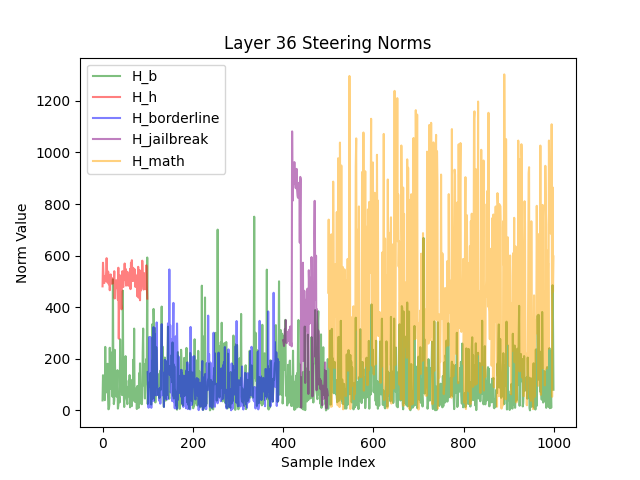 Layer 36 Steering Norms
H_b
H_h
H_borderline
H_jailbreak
H_math
Norm Value
1200
1000
800
600
400
200
0
0 200 400 600 800 1000
Sample Index